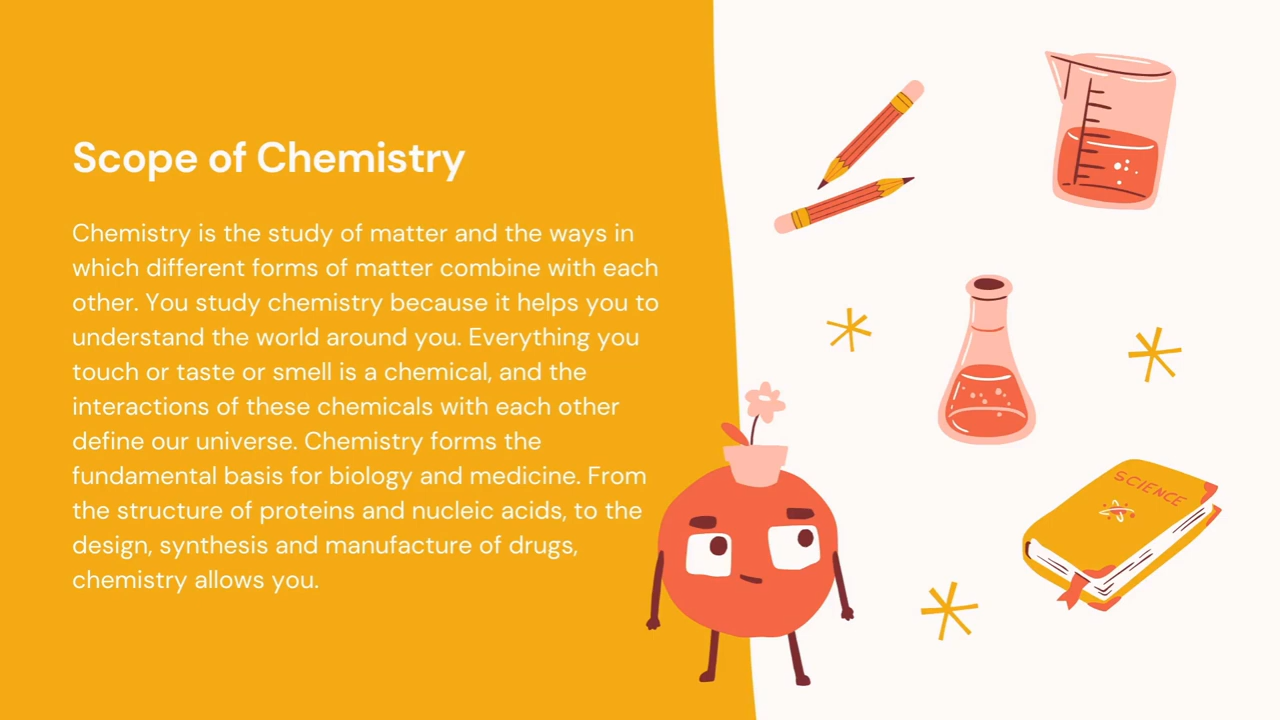 Scope of Chemistry
Chemistry is the study of matter and the ways in
which different forms of matter combine with each
other. You study chemistry because it helps you to
understand the world around you. Everything you
touch or taste or smell is a chemical, and the
interactions of these chemicals with each other
define our universe. Chemistry forms the
fundamental basis for biology and medicine. From
the structure of proteins and nucleic acids, to the
design, synthesis and manufacture of drugs,
chemistry allows you.
SCIENCE